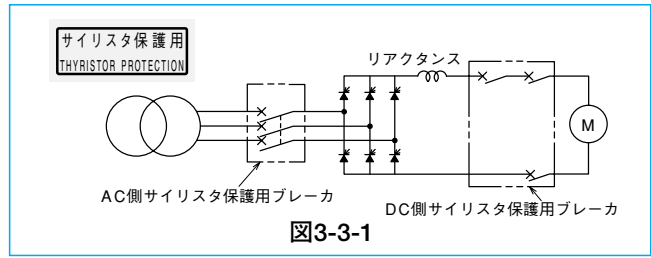 サイリスタ保護用
THYRISTOR PROTECTION
リアクタンス
M
AC側サイリスタ保護用ブレーカ
DC側サイリスタ保護用ブレーカ
図3-3-1